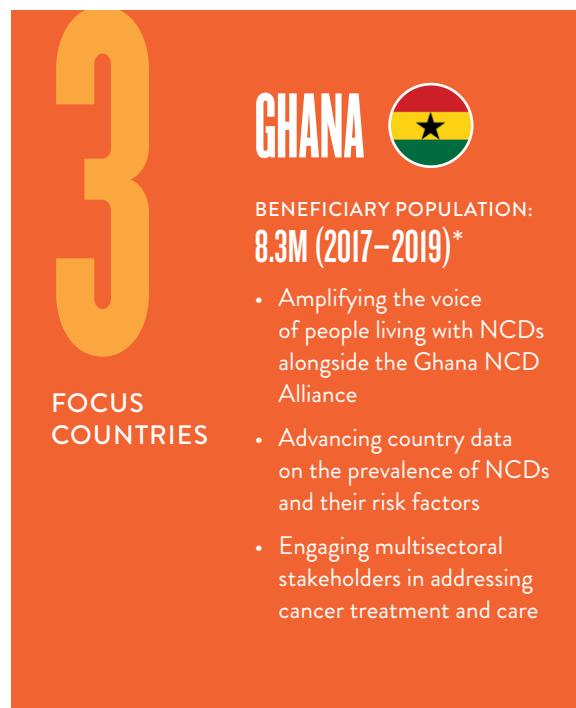 3
FOCUS
COUNTRIES
GHANA
BENEFICIARY POPULATION:
8.3M (2017–2019)*
• Amplifying the voice
of people living with NCDs
alongside the Ghana NCD
Alliance
• Advancing country data
on the prevalence of NCDs
and their risk factors
• Engaging multisectoral
stakeholders in addressing
cancer treatment and care